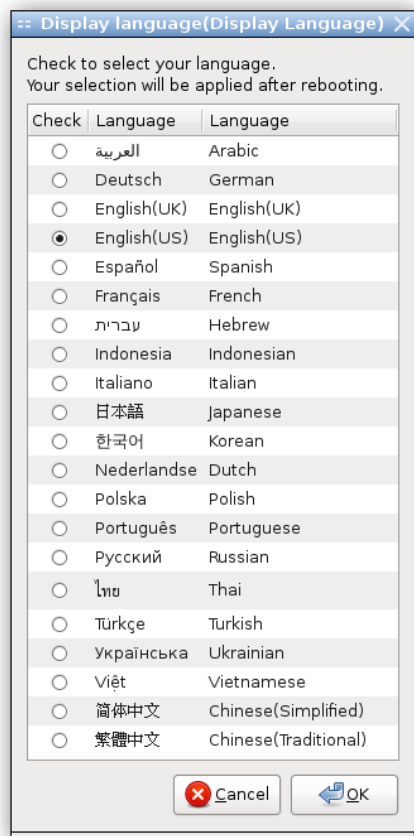 Display language(Display Language)
Check to select your language.
Your selection will be applied after rebooting.
Check Language Language
العربية Arabic
Deutsch German
English(UK) English(UK)
English(US) English(US)
Español Spanish
Français French
עברית Hebrew
Indonesia Indonesian
Italiano Italian
日本語 Japanese
한국어 Korean
Nederlandse Dutch
Polska Polish
Português Portuguese
Русский Russian
ไทย Thai
Türkçe Turkish
Українська Ukrainian
Việt Vietnamese
简体中文 Chinese(Simplified)
繁體中文 Chinese(Traditional)
Cancel OK